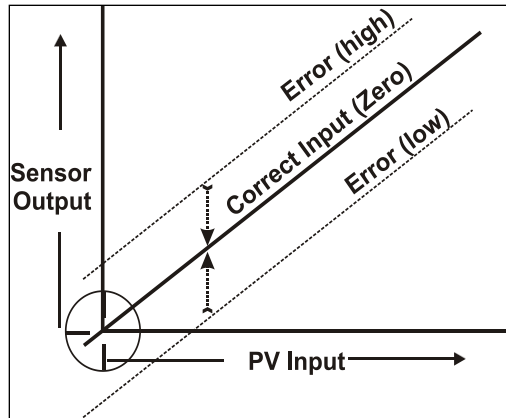 Error (high)
Correct Input (Zero)
Error (low)
Sensor
Output
PV Input